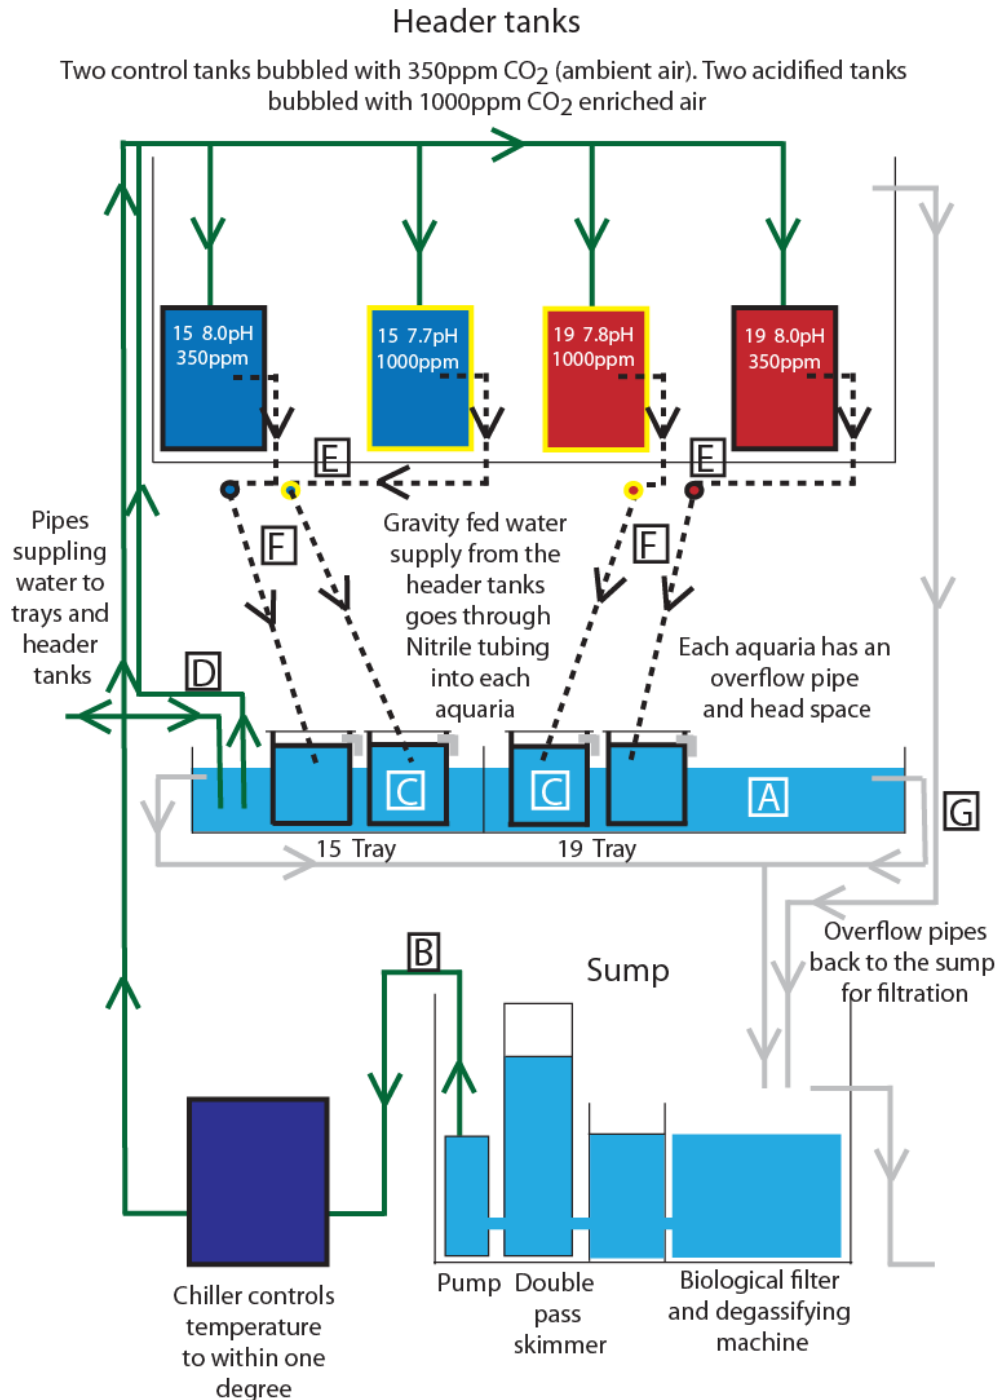 Header tanks
Two control tanks bubbled with 350ppm CO2 (ambient air). Two acidified tanks
bubbled with 1000ppm CO2 enriched air
15 8.0pH
350ppm
15 7.7pH
1000ppm
19 7.8pH
1000ppm
19 8.0pH
350ppm
E
E
F
F
Pipes
suppling
water to
trays and
header
tanks
Gravity fed water
supply from the
header tanks
goes through
Nitrile tubing
into each
aquaria
Each aquaria has an
overflow pipe
and head space
D
C
C
A
G
15 Tray
19 Tray
Overflow pipes
back to the sump
for filtration
B
Sump
Pump
Double
pass
skimmer
Biological filter
and degassifying
machine
Chiller controls
temperature
to within one
degree